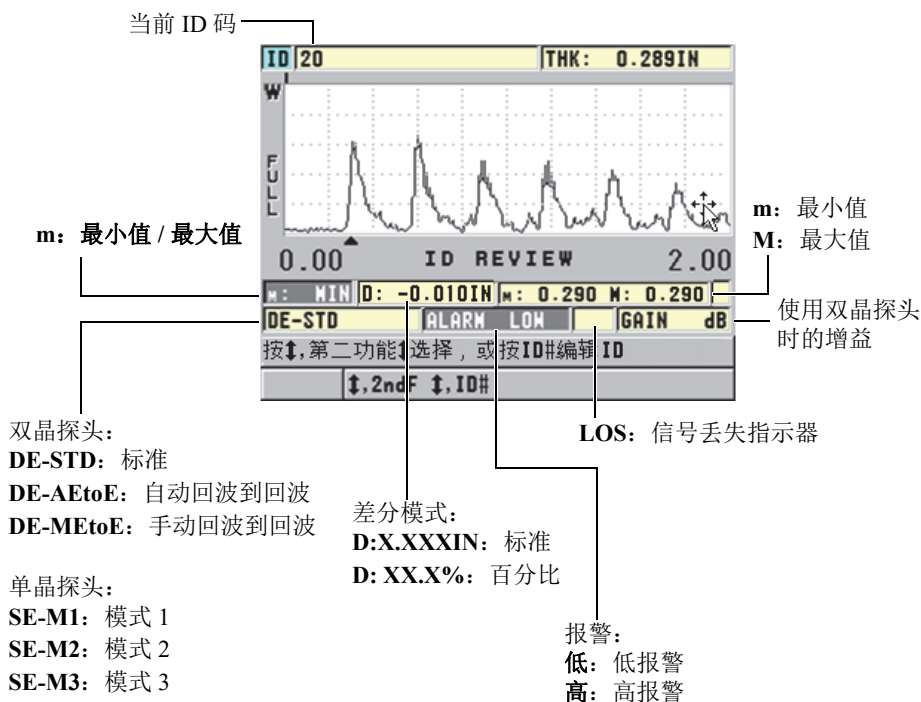 当前 ID 码
ID 20 THK: 0.289IN
W
FULL
m：最小值 / 最大值
m：最小值
M：最大值
0.00 ID REVIEW 2.00
M: MIN D: -0.010IN M: 0.290 M: 0.290
DE-STD ALARM LOW GAIN dB
使用双晶探头
时的增益
按↕,第二功能↕选择，或按ID#编辑ID
↕,2ndF ↕,ID#
LOS：信号丢失指示器
双晶探头：
DE-STD：标准
DE-AEtoE：自动回波到回波
DE-MEtoE：手动回波到回波
差分模式：
D:X.XXXIN：标准
D: XX.X%：百分比
单晶探头：
SE-M1：模式 1
SE-M2：模式 2
SE-M3：模式 3
报警：
低：低报警
高：高报警